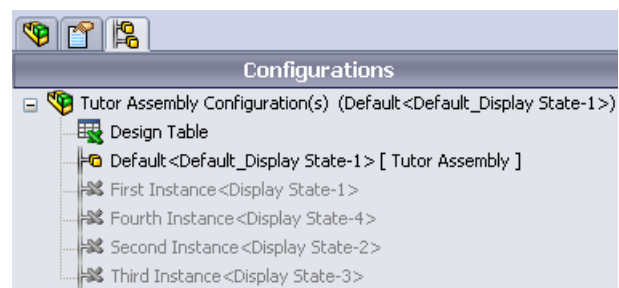 Configurations
Tutor Assembly Configuration(s) (Default<Default_Display State-1>)
Design Table
Default<Default_Display State-1> [ Tutor Assembly ]
First Instance<Display State-1>
Fourth Instance<Display State-4>
Second Instance<Display State-2>
Third Instance<Display State-3>